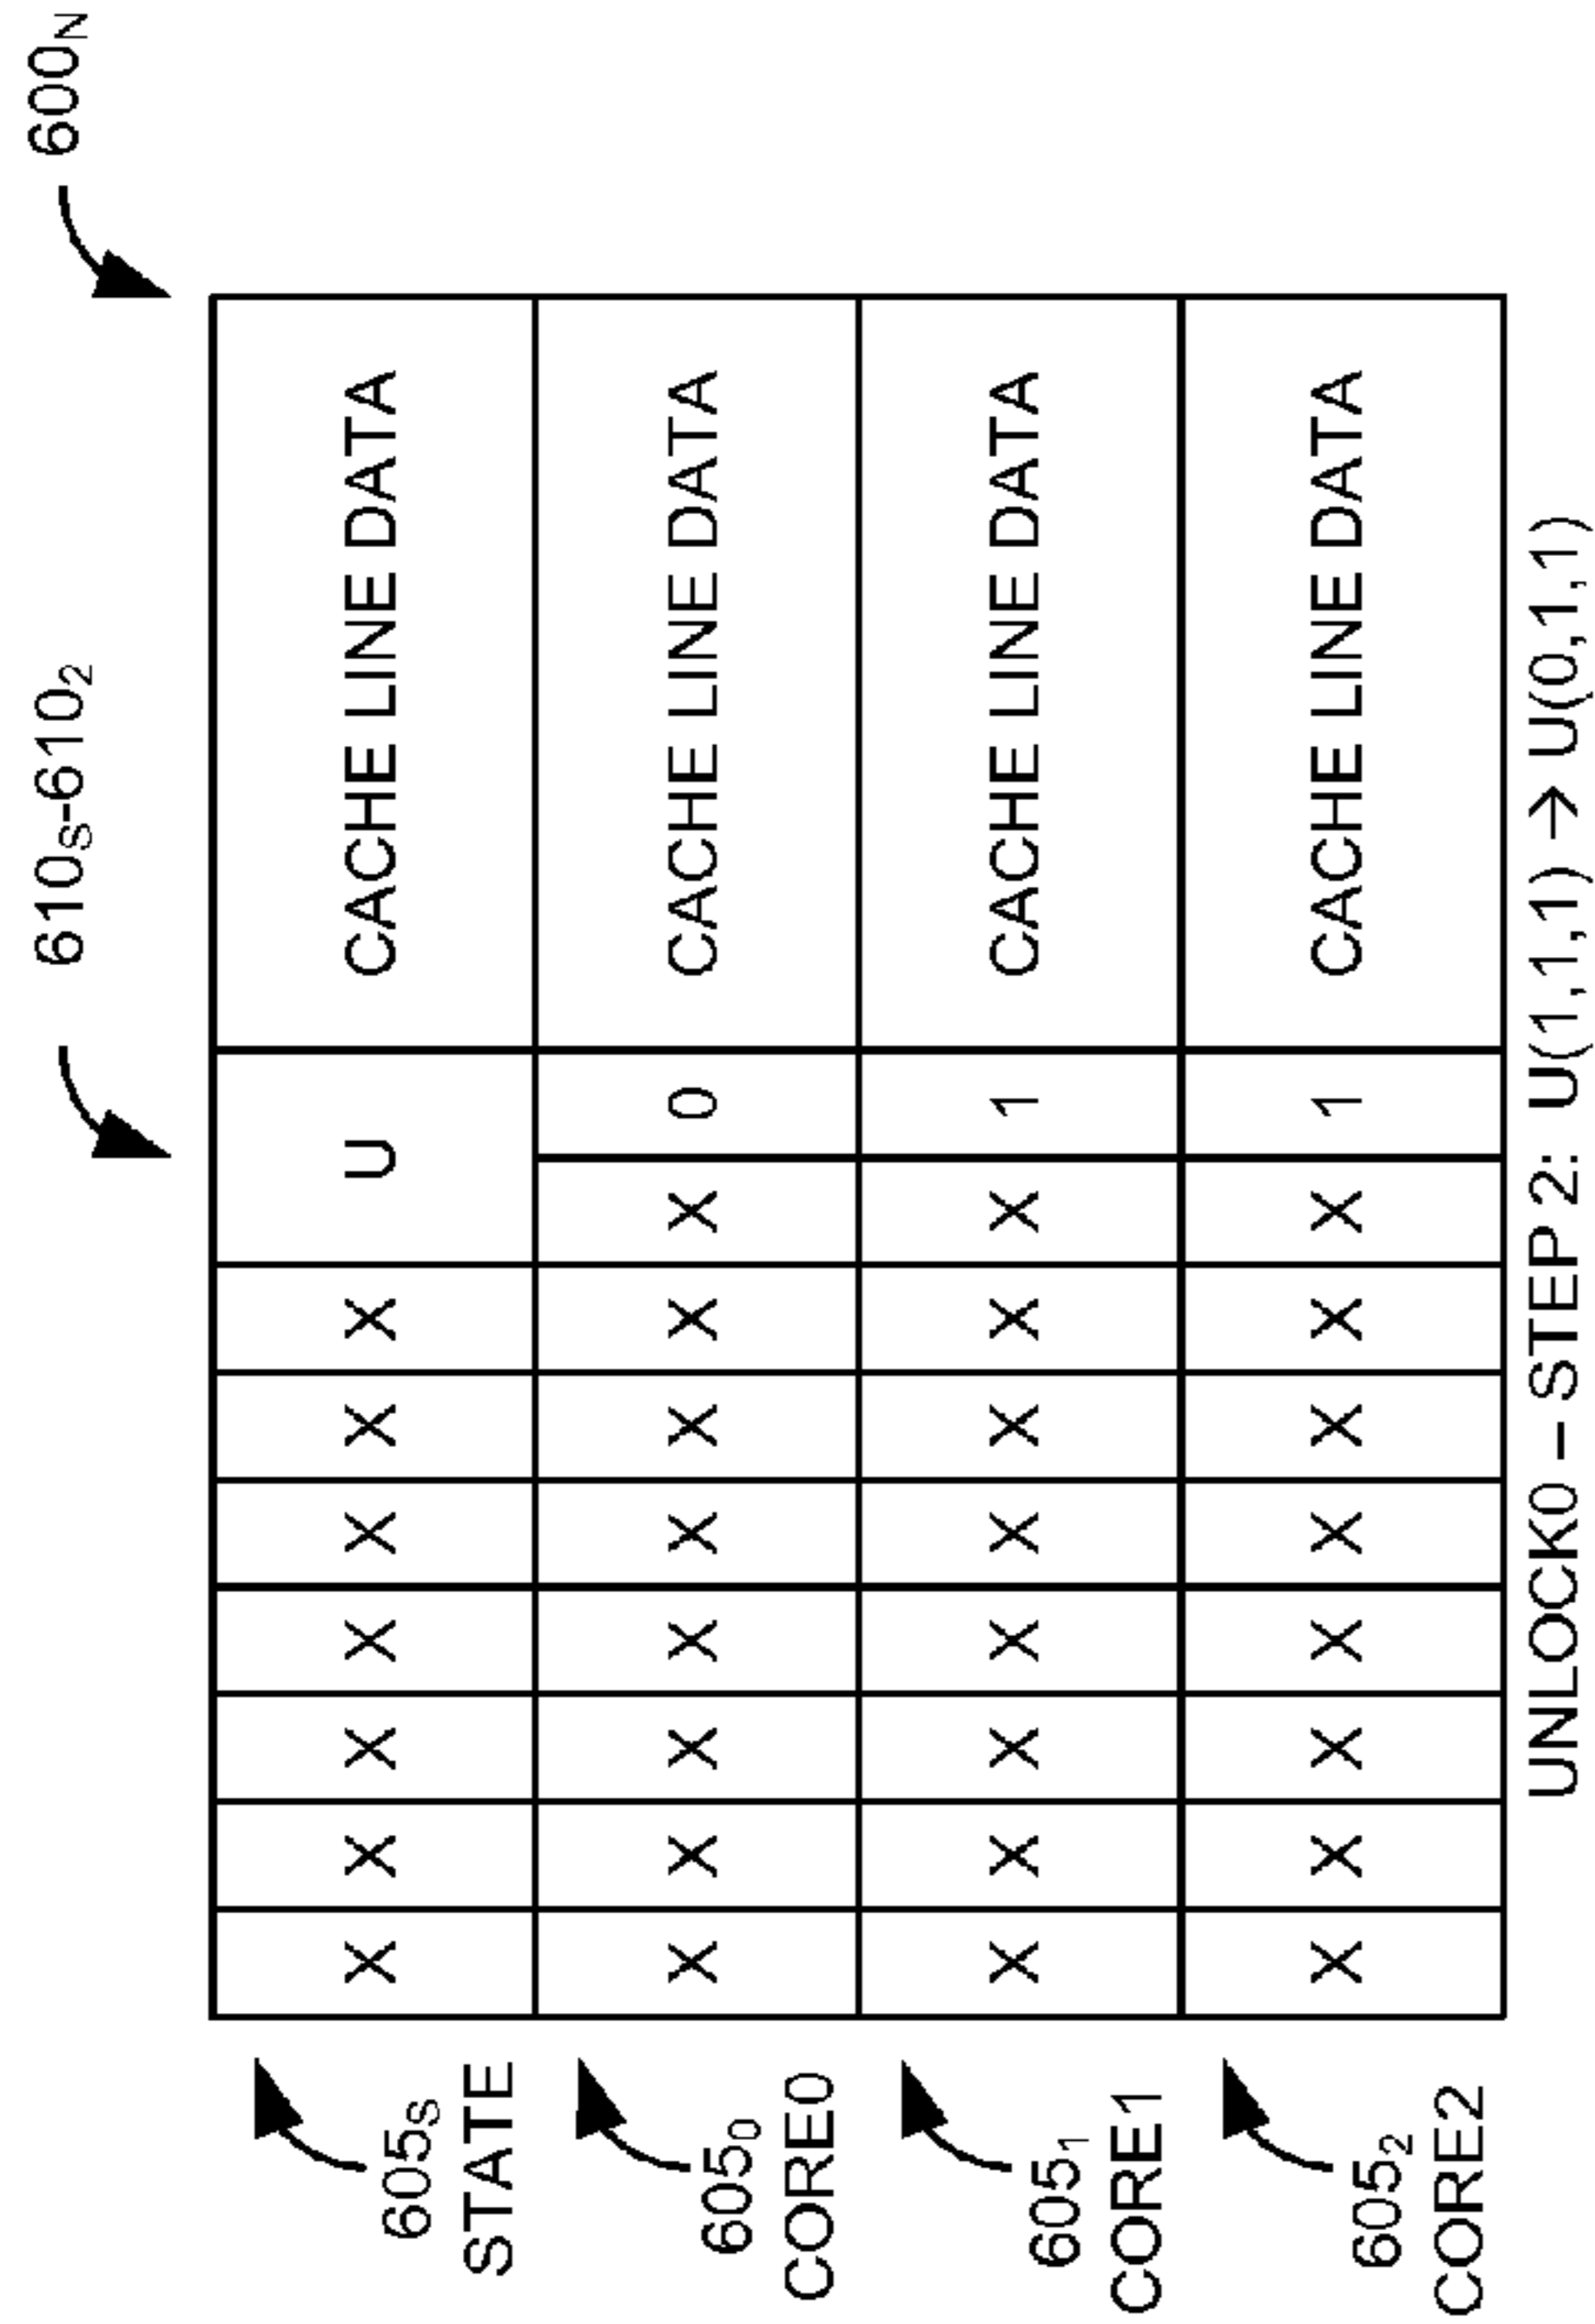 610S-6102 600N
605S X X X X X X X U CACHE LINE DATA
STATE
6050 X X X X X X X X 0 CACHE LINE DATA
CORE0
6051 X X X X X X X X 1 CACHE LINE DATA
CORE1
6052 X X X X X X X X 1 CACHE LINE DATA
CORE2
UNLOCK0 – STEP 2: U(1,1,1) → U(0,1,1)